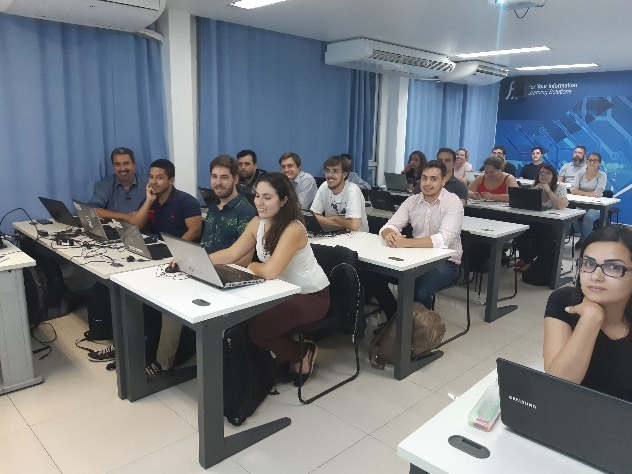 For Your Information
Learning Solutions
SAMSUNG